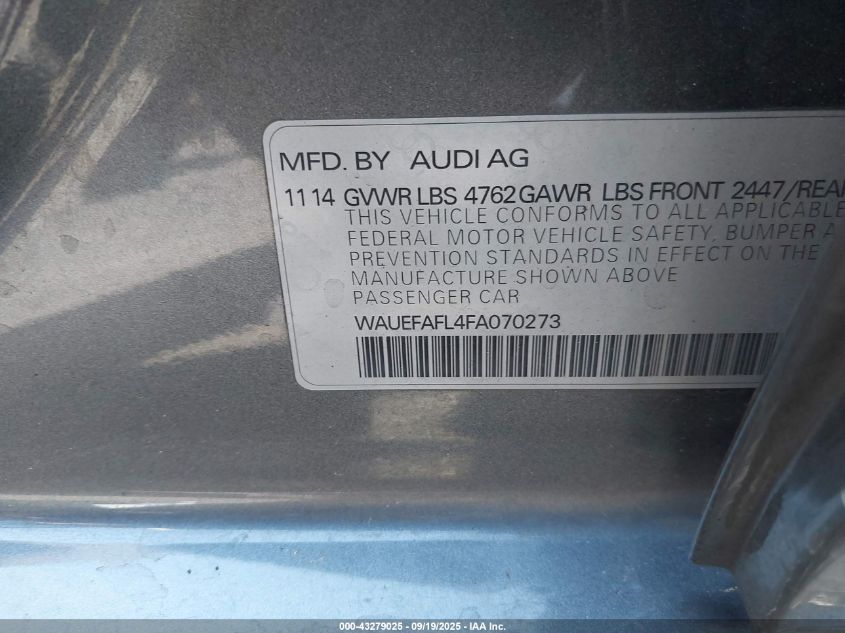 MFD. BY AUDI AG
11 14 GVWR LBS 4762 GAWR LBS FRONT 2447/REAR
THIS VEHICLE CONFORMS TO ALL APPLICABLE
FEDERAL MOTOR VEHICLE SAFETY, BUMPER A
PREVENTION STANDARDS IN EFFECT ON THE
MANUFACTURE SHOWN ABOVE
PASSENGER CAR
WAUEFAFL4FA070273
000-43279025 - 09/19/2025 - IAA Inc.